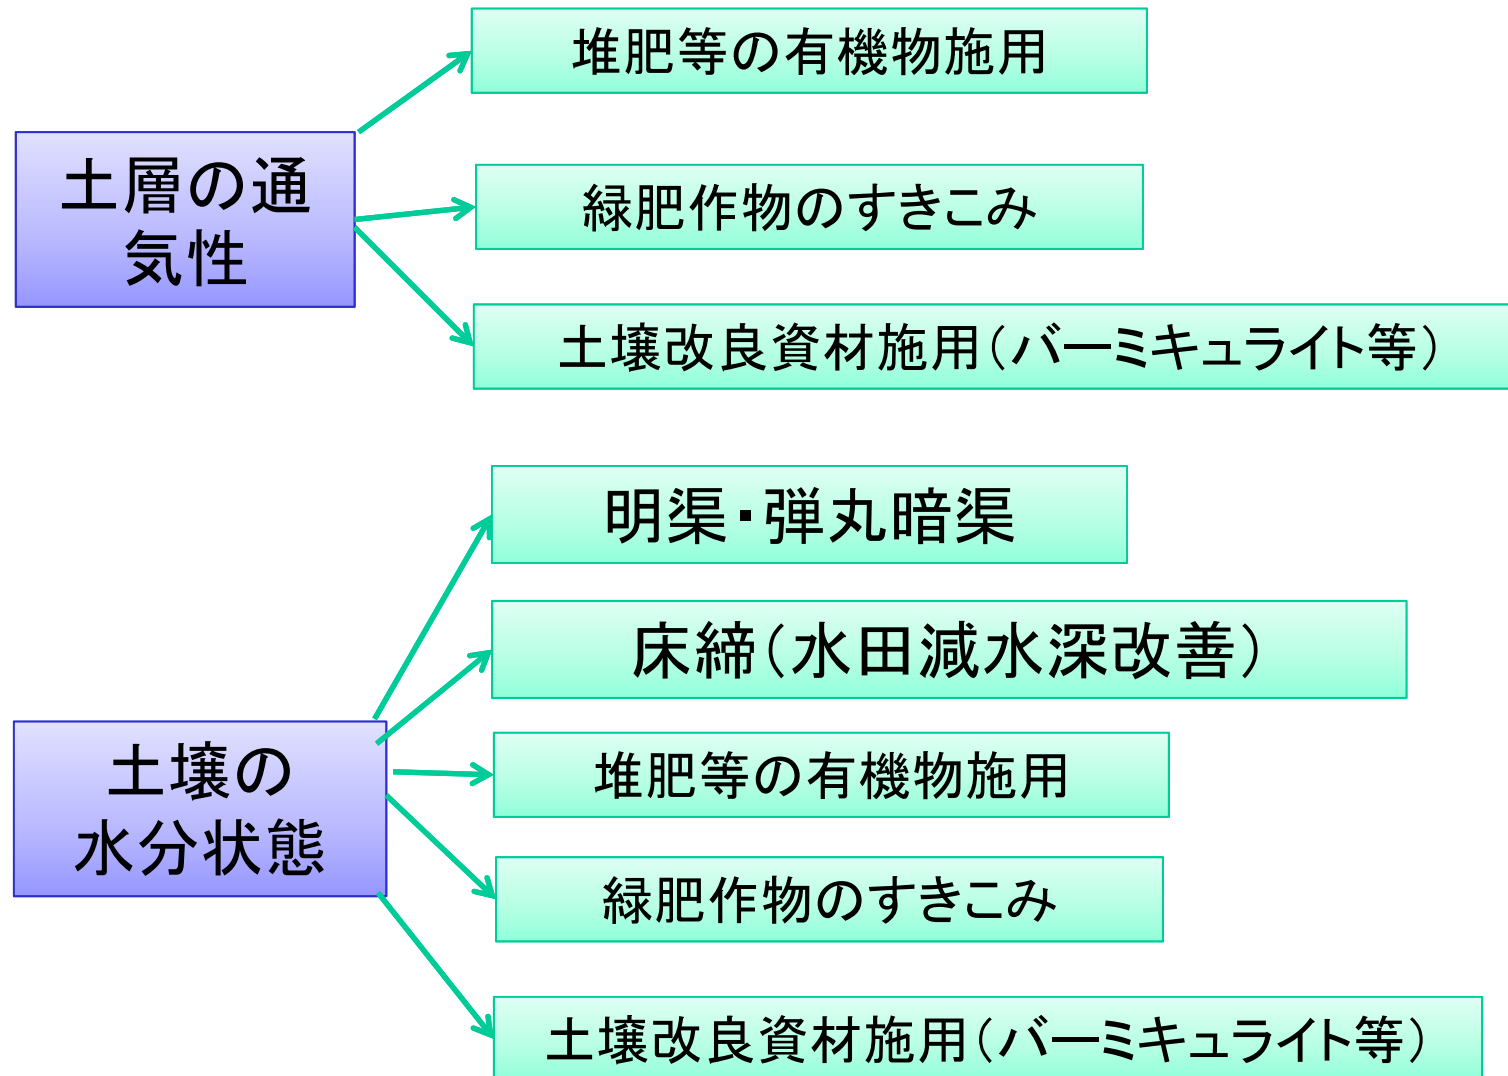 堆肥等の有機物施用
土層の通
気性
緑肥作物のすきこみ
土壌改良資材施用（バーミキュライト等）
明渠・弾丸暗渠
床締（水田減水深改善）
土壌の
水分状態
堆肥等の有機物施用
緑肥作物のすきこみ
土壌改良資材施用（バーミキュライト等）